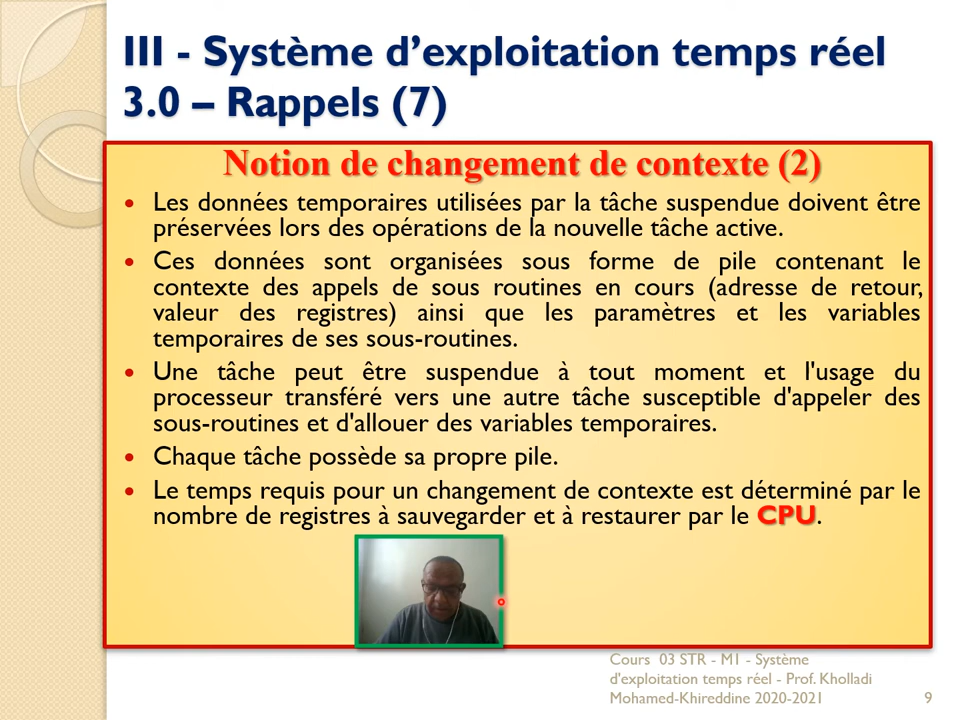 III - Système d’exploitation temps réel
3.0 – Rappels (7)
Notion de changement de contexte (2)
• Les données temporaires utilisées par la tâche suspendue doivent être
préservées lors des opérations de la nouvelle tâche active.
• Ces données sont organisées sous forme de pile contenant le
contexte des appels de sous routines en cours (adresse de retour,
valeur des registres) ainsi que les paramètres et les variables
temporaires de ses sous-routines.
• Une tâche peut être suspendue à tout moment et l'usage du
processeur transféré vers une autre tâche susceptible d'appeler des
sous-routines et d'allouer des variables temporaires.
• Chaque tâche possède sa propre pile.
• Le temps requis pour un changement de contexte est déterminé par le
nombre de registres à sauvegarder et à restaurer par le CPU.
Cours 03 STR - M1 - Système
d'exploitation temps réel - Prof. Kholladi
Mohamed-Khireddine 2020-2021
9